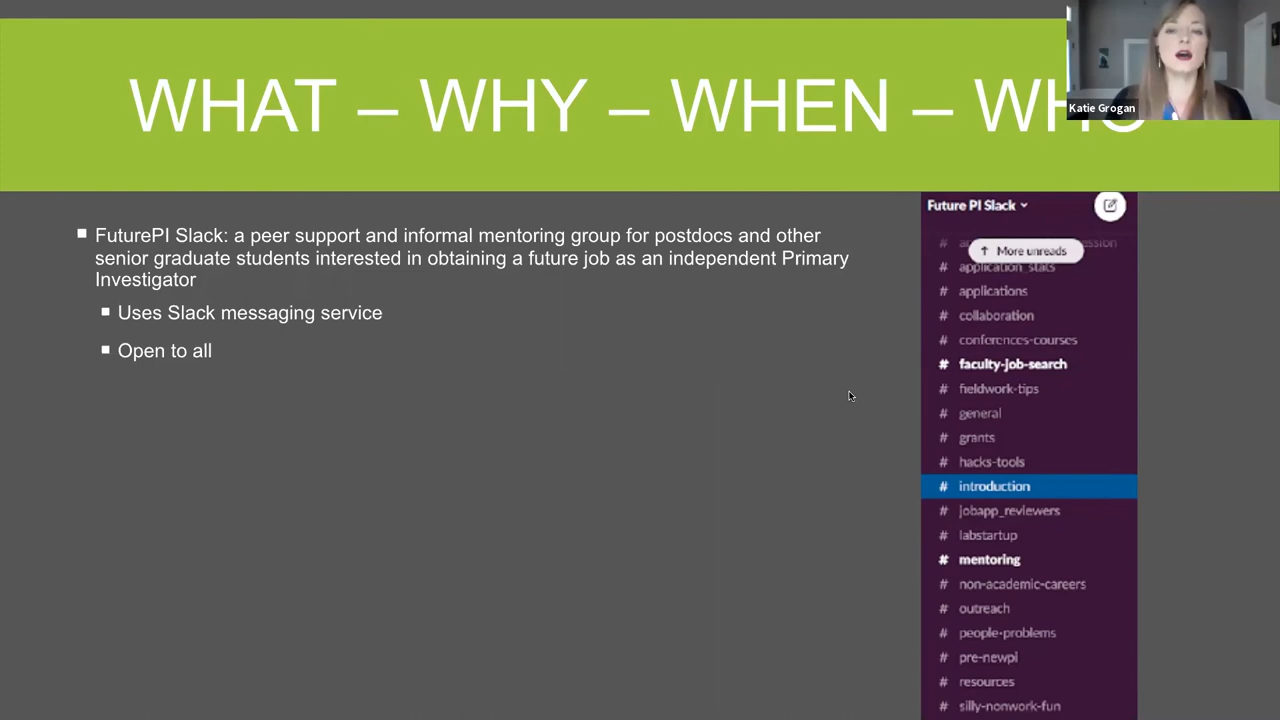 WHAT – WHY – WHEN – WHO
Katie Grogan
FuturePI Slack: a peer support and informal mentoring group for postdocs and other
senior graduate students interested in obtaining a future job as an independent Primary
Investigator
Uses Slack messaging service
Open to all
Future PI Slack
↑ More unreads
# application_stats
# applications
# collaboration
# conferences-courses
# faculty-job-search
# fieldwork-tips
# general
# grants
# hacks-tools
# introduction
# jobapp_reviewers
# labstartup
# mentoring
# non-academic-careers
# outreach
# people-problems
# pre-newpi
# resources
# silly-nonwork-fun